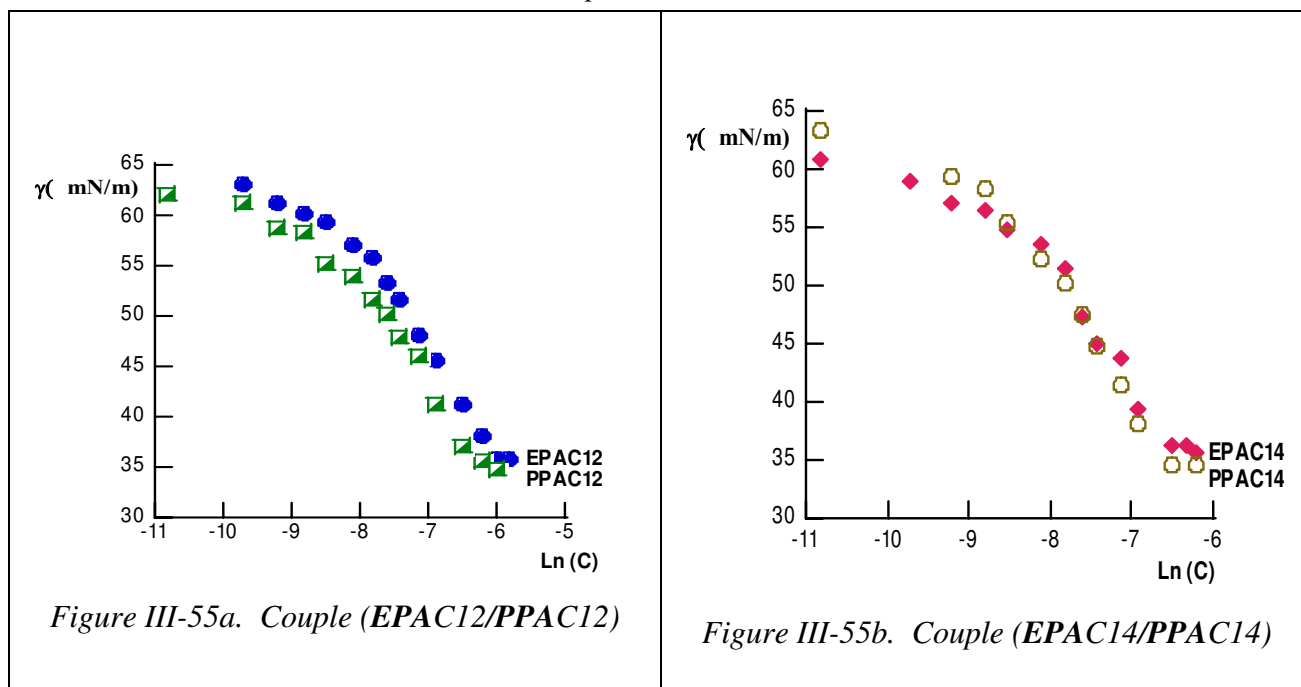 65
60
55
50
45
40
35
30
γ( mN/m)
-11 -10 -9 -8 -7 -6 -5
Ln (C)
EPAC12
PPAC12
Figure III-55a. Couple (EPAC12/PPAC12)
65
60
55
50
45
40
35
30
γ( mN/m)
-11 -10 -9 -8 -7 -6
Ln (C)
EPAC14
PPAC14
Figure III-55b. Couple (EPAC14/PPAC14)